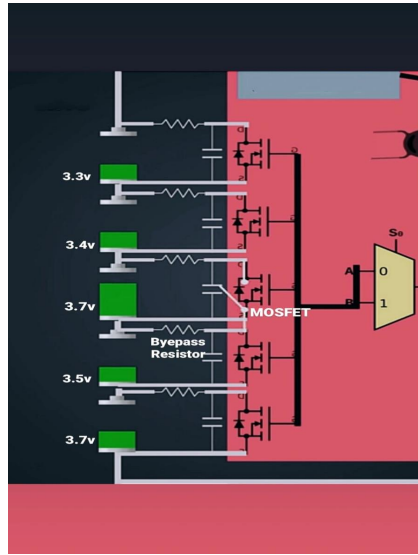 3.3v
3.4v
3.7v
MOSFET
Byepass
Resistor
3.5v
3.7v
S₀
A
0
B
1